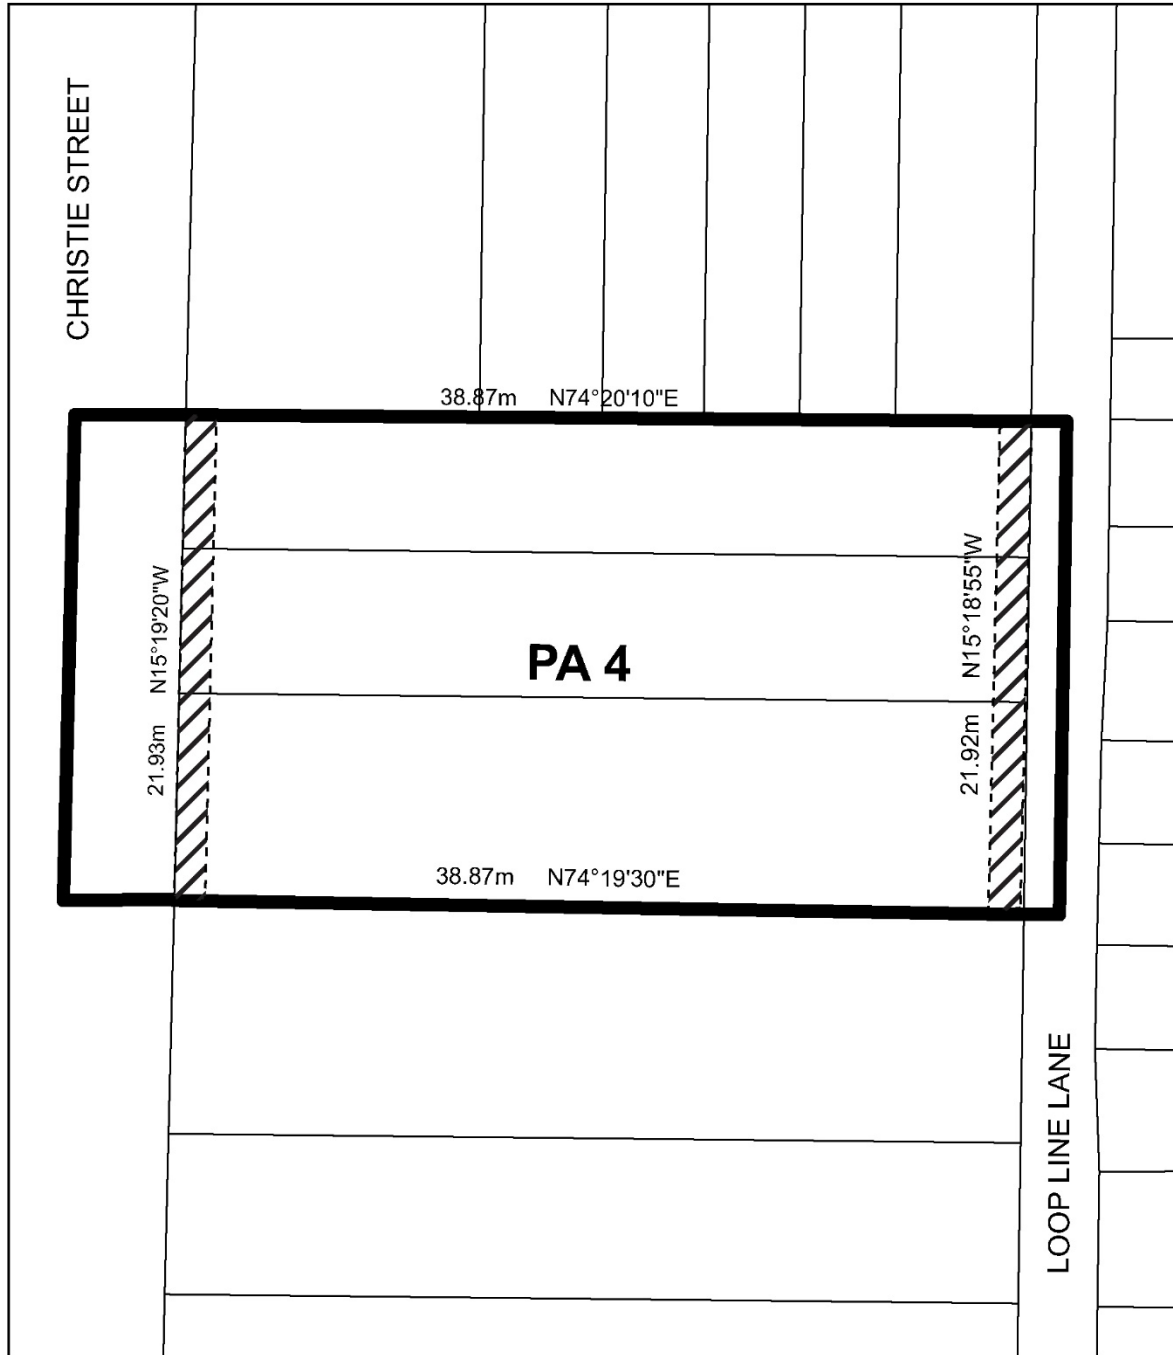 CHRISTIE STREET
38.87m N74°20'10"E
21.93m N15°19'20"W
PA 4
21.92m N15°18'55"W
38.87m N74°19'30"E
LOOP LINE LANE